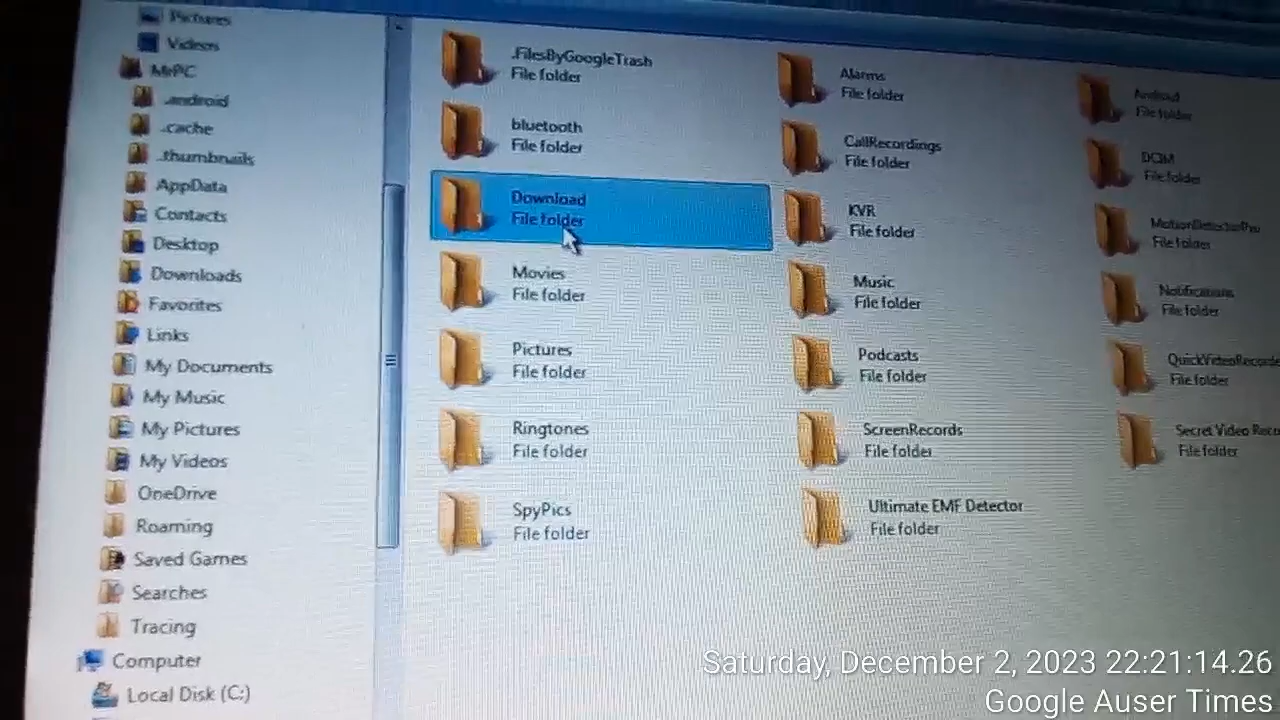 Pictures
Videos
MrPC
.android
.cache
.thumbnails
AppData
Contacts
Desktop
Downloads
Favorites
Links
My Documents
My Music
My Pictures
My Videos
OneDrive
Roaming
Saved Games
Searches
Tracing
Computer
Local Disk (C:)
.FilesByGoogleTrash
File folder
Alarms
File folder
Android
File folder
bluetooth
File folder
CallRecordings
File folder
DCIM
File folder
Download
File folder
KVR
File folder
MotionDetectorPro
File folder
Movies
File folder
Music
File folder
Notifications
File folder
Pictures
File folder
Podcasts
File folder
QuickVideoRecorde
File folder
Ringtones
File folder
ScreenRecords
File folder
Secret Video Reco
File folder
SpyPics
File folder
Ultimate EMF Detector
File folder
Saturday, December 2, 2023 22:21:14.26
Google Auser Times